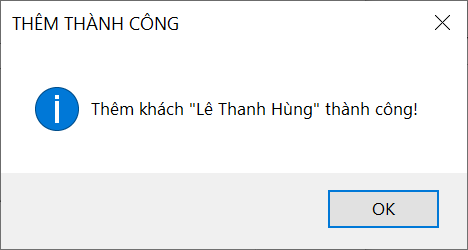 THÊM THÀNH CÔNG
Thêm khách "Lê Thanh Hùng" thành công!
OK